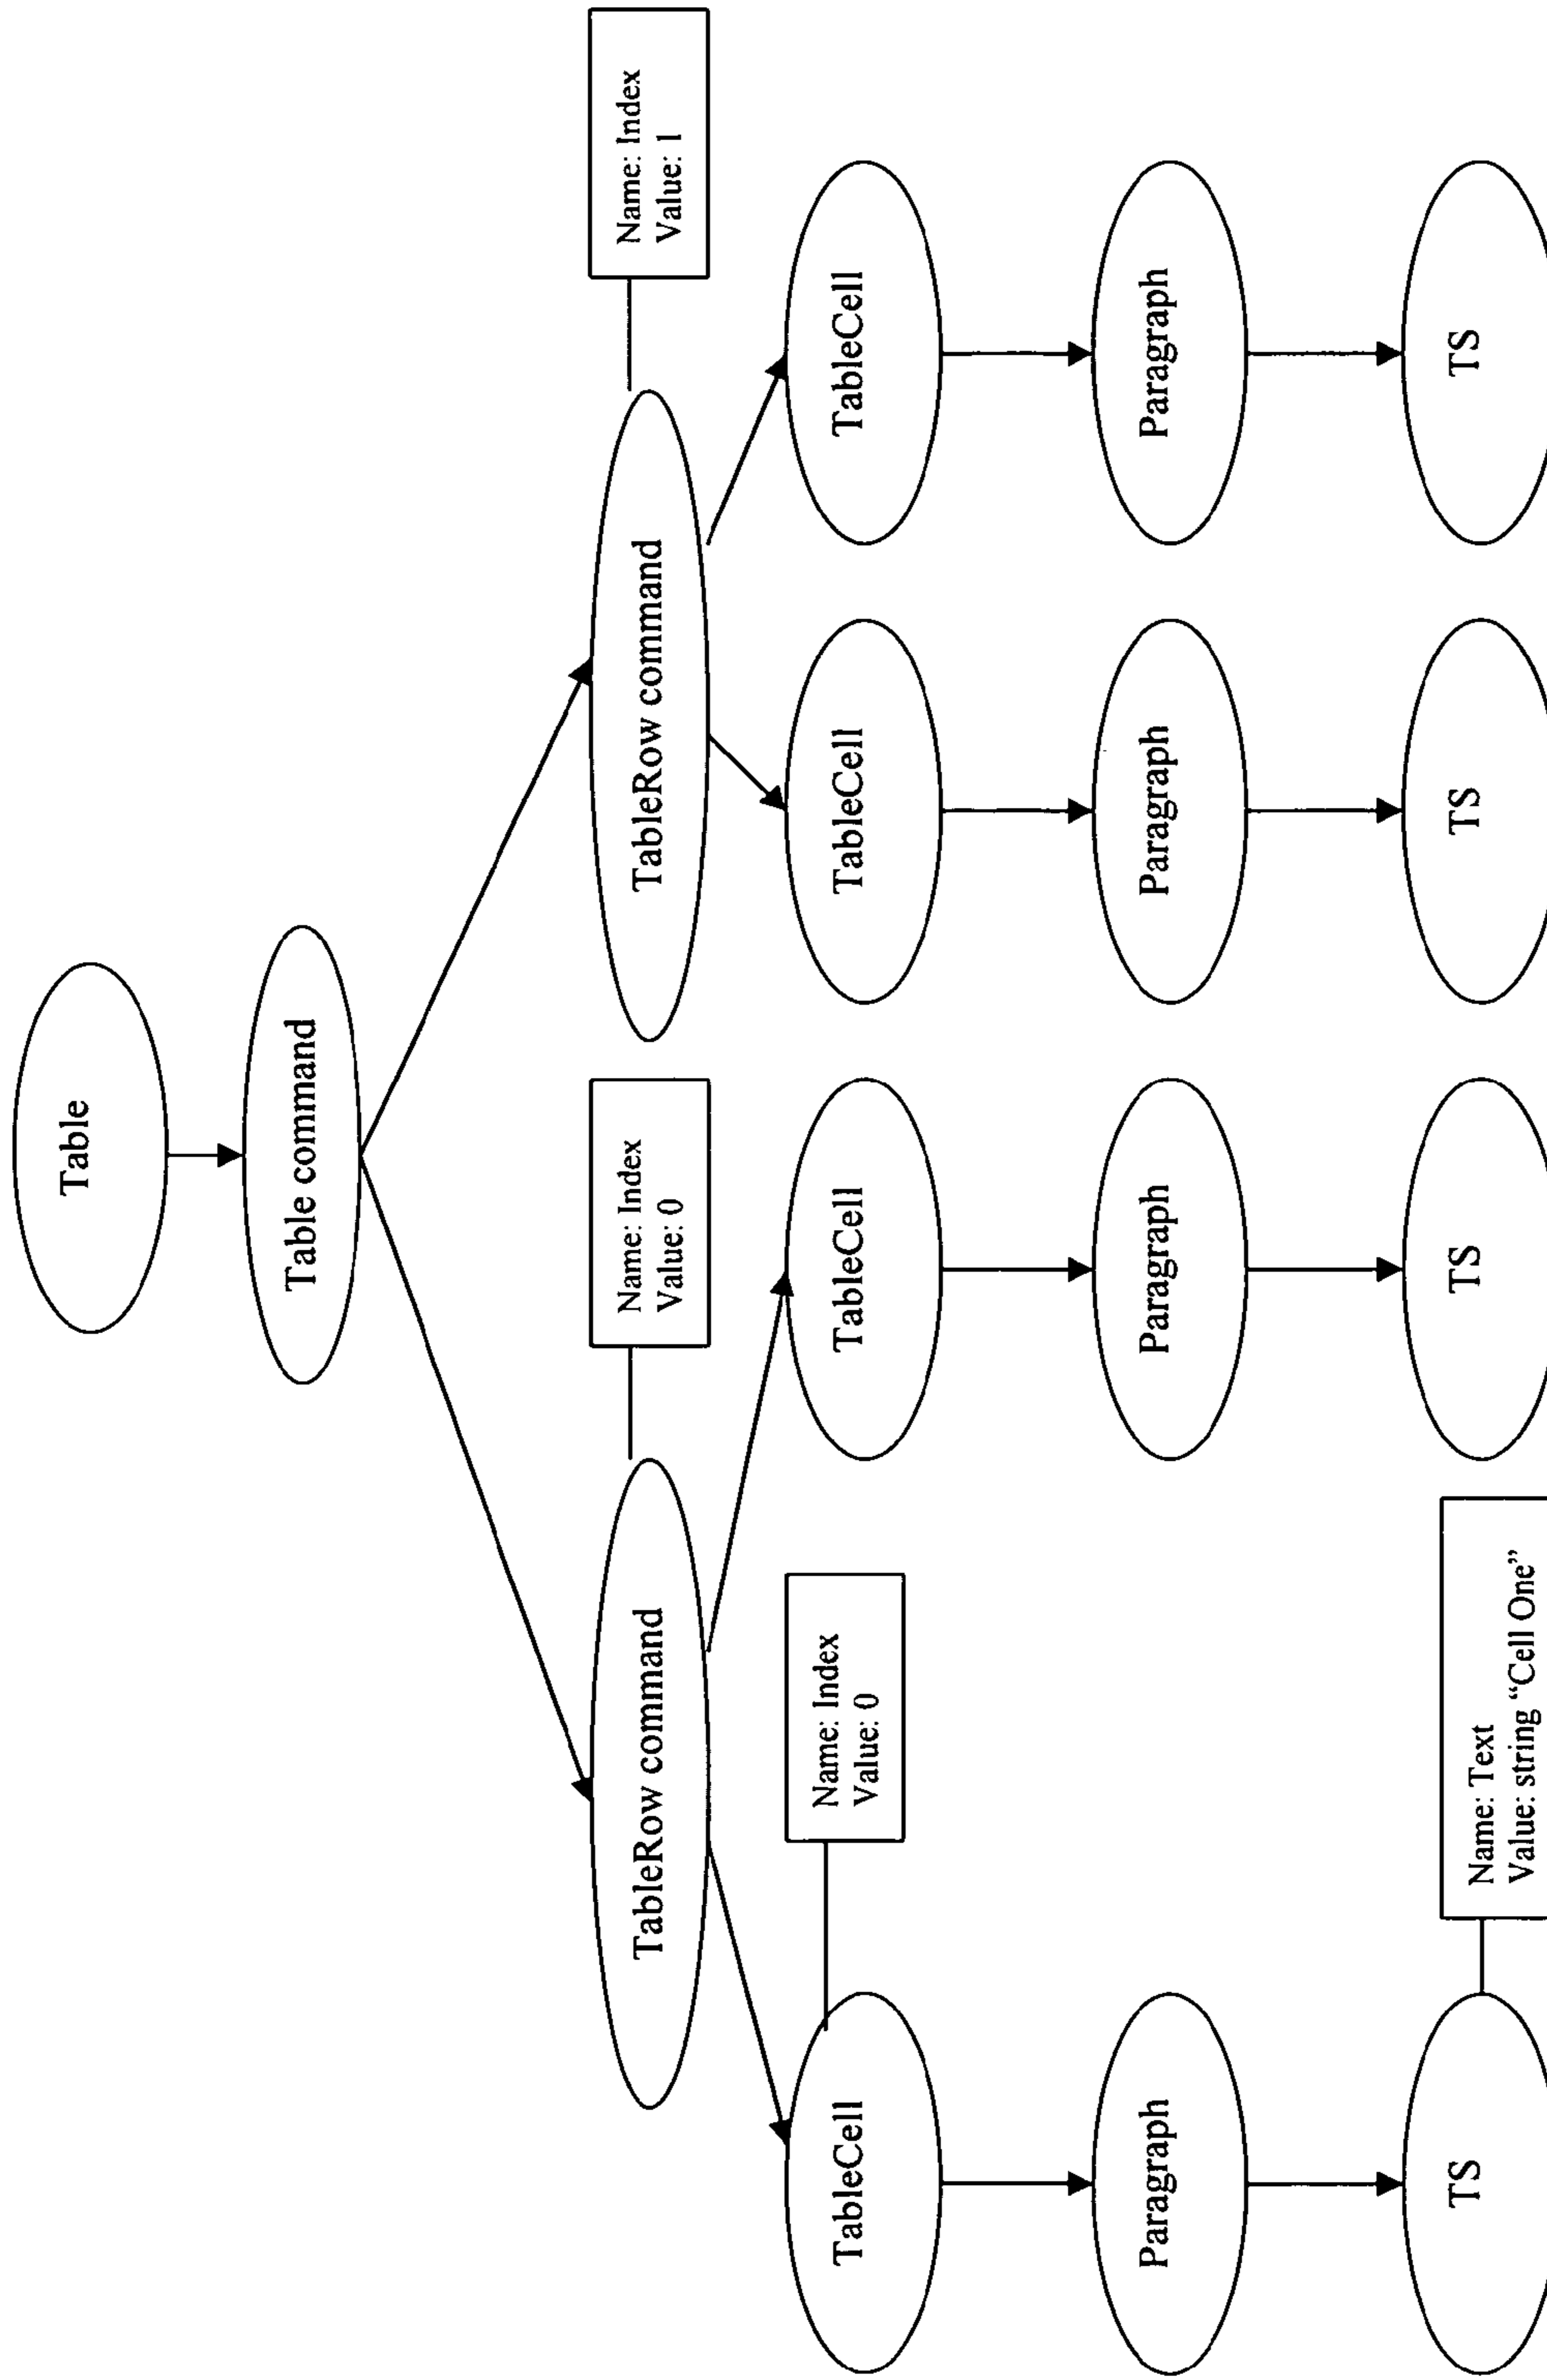 Table
Table command
TableRow command
Name: Index
Value: 0
TableRow command
Name: Index
Value: 1
TableCell
Name: Index
Value: 0
TableCell
TableCell
TableCell
Paragraph
Paragraph
Paragraph
Paragraph
TS
Name: Text
Value: string “Cell One”
TS
TS
TS